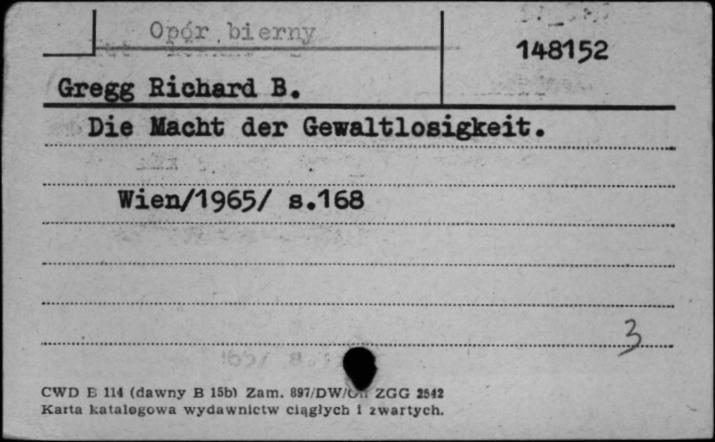 Opór bierny
148152
Gregg Richard B.
Die Macht der Gewaltlosigkeit.
Wien/1965/ s.168
3
CWD E 114 (dawny B 15b) Zam. 897/DW/ ZGG 2542
Karta katalogowa wydawnictw ciągłych i zwartych.